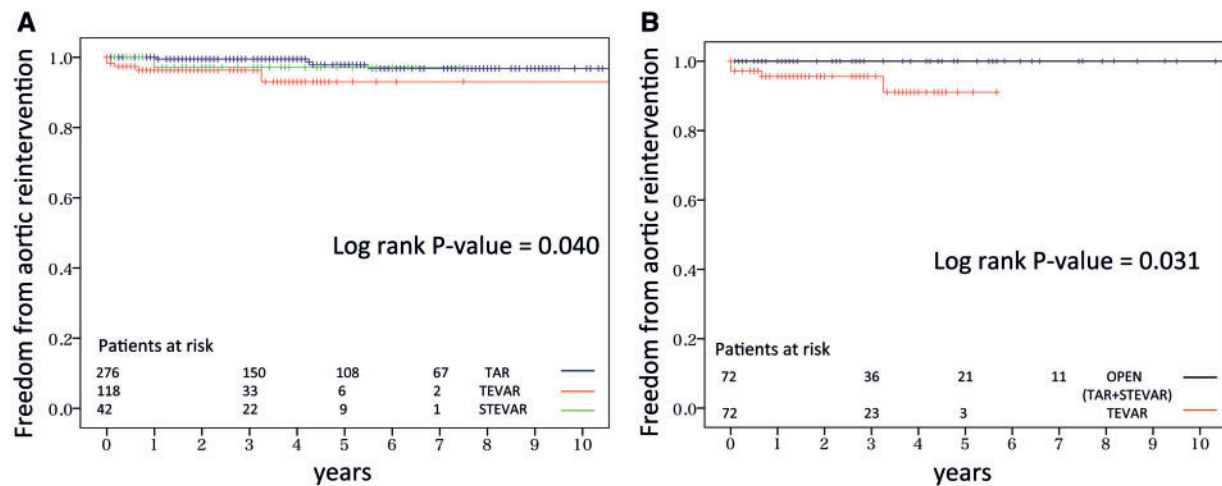 A
Freedom from aortic reintervention
1.0
0.8
0.6
0.4
0.2
0.0
Log rank P-value = 0.040
Patients at risk
276 150 108 67 TAR
118 33 6 2 TEVAR
42 22 9 1 STEVAR
0 1 2 3 4 5 6 7 8 9 10
years
B
Freedom from aortic reintervention
1.0
0.8
0.6
0.4
0.2
0.0
Log rank P-value = 0.031
Patients at risk
72 36 21 11 OPEN
(TAR+STEVAR)
72 23 3 TEVAR
0 1 2 3 4 5 6 7 8 9 10
years